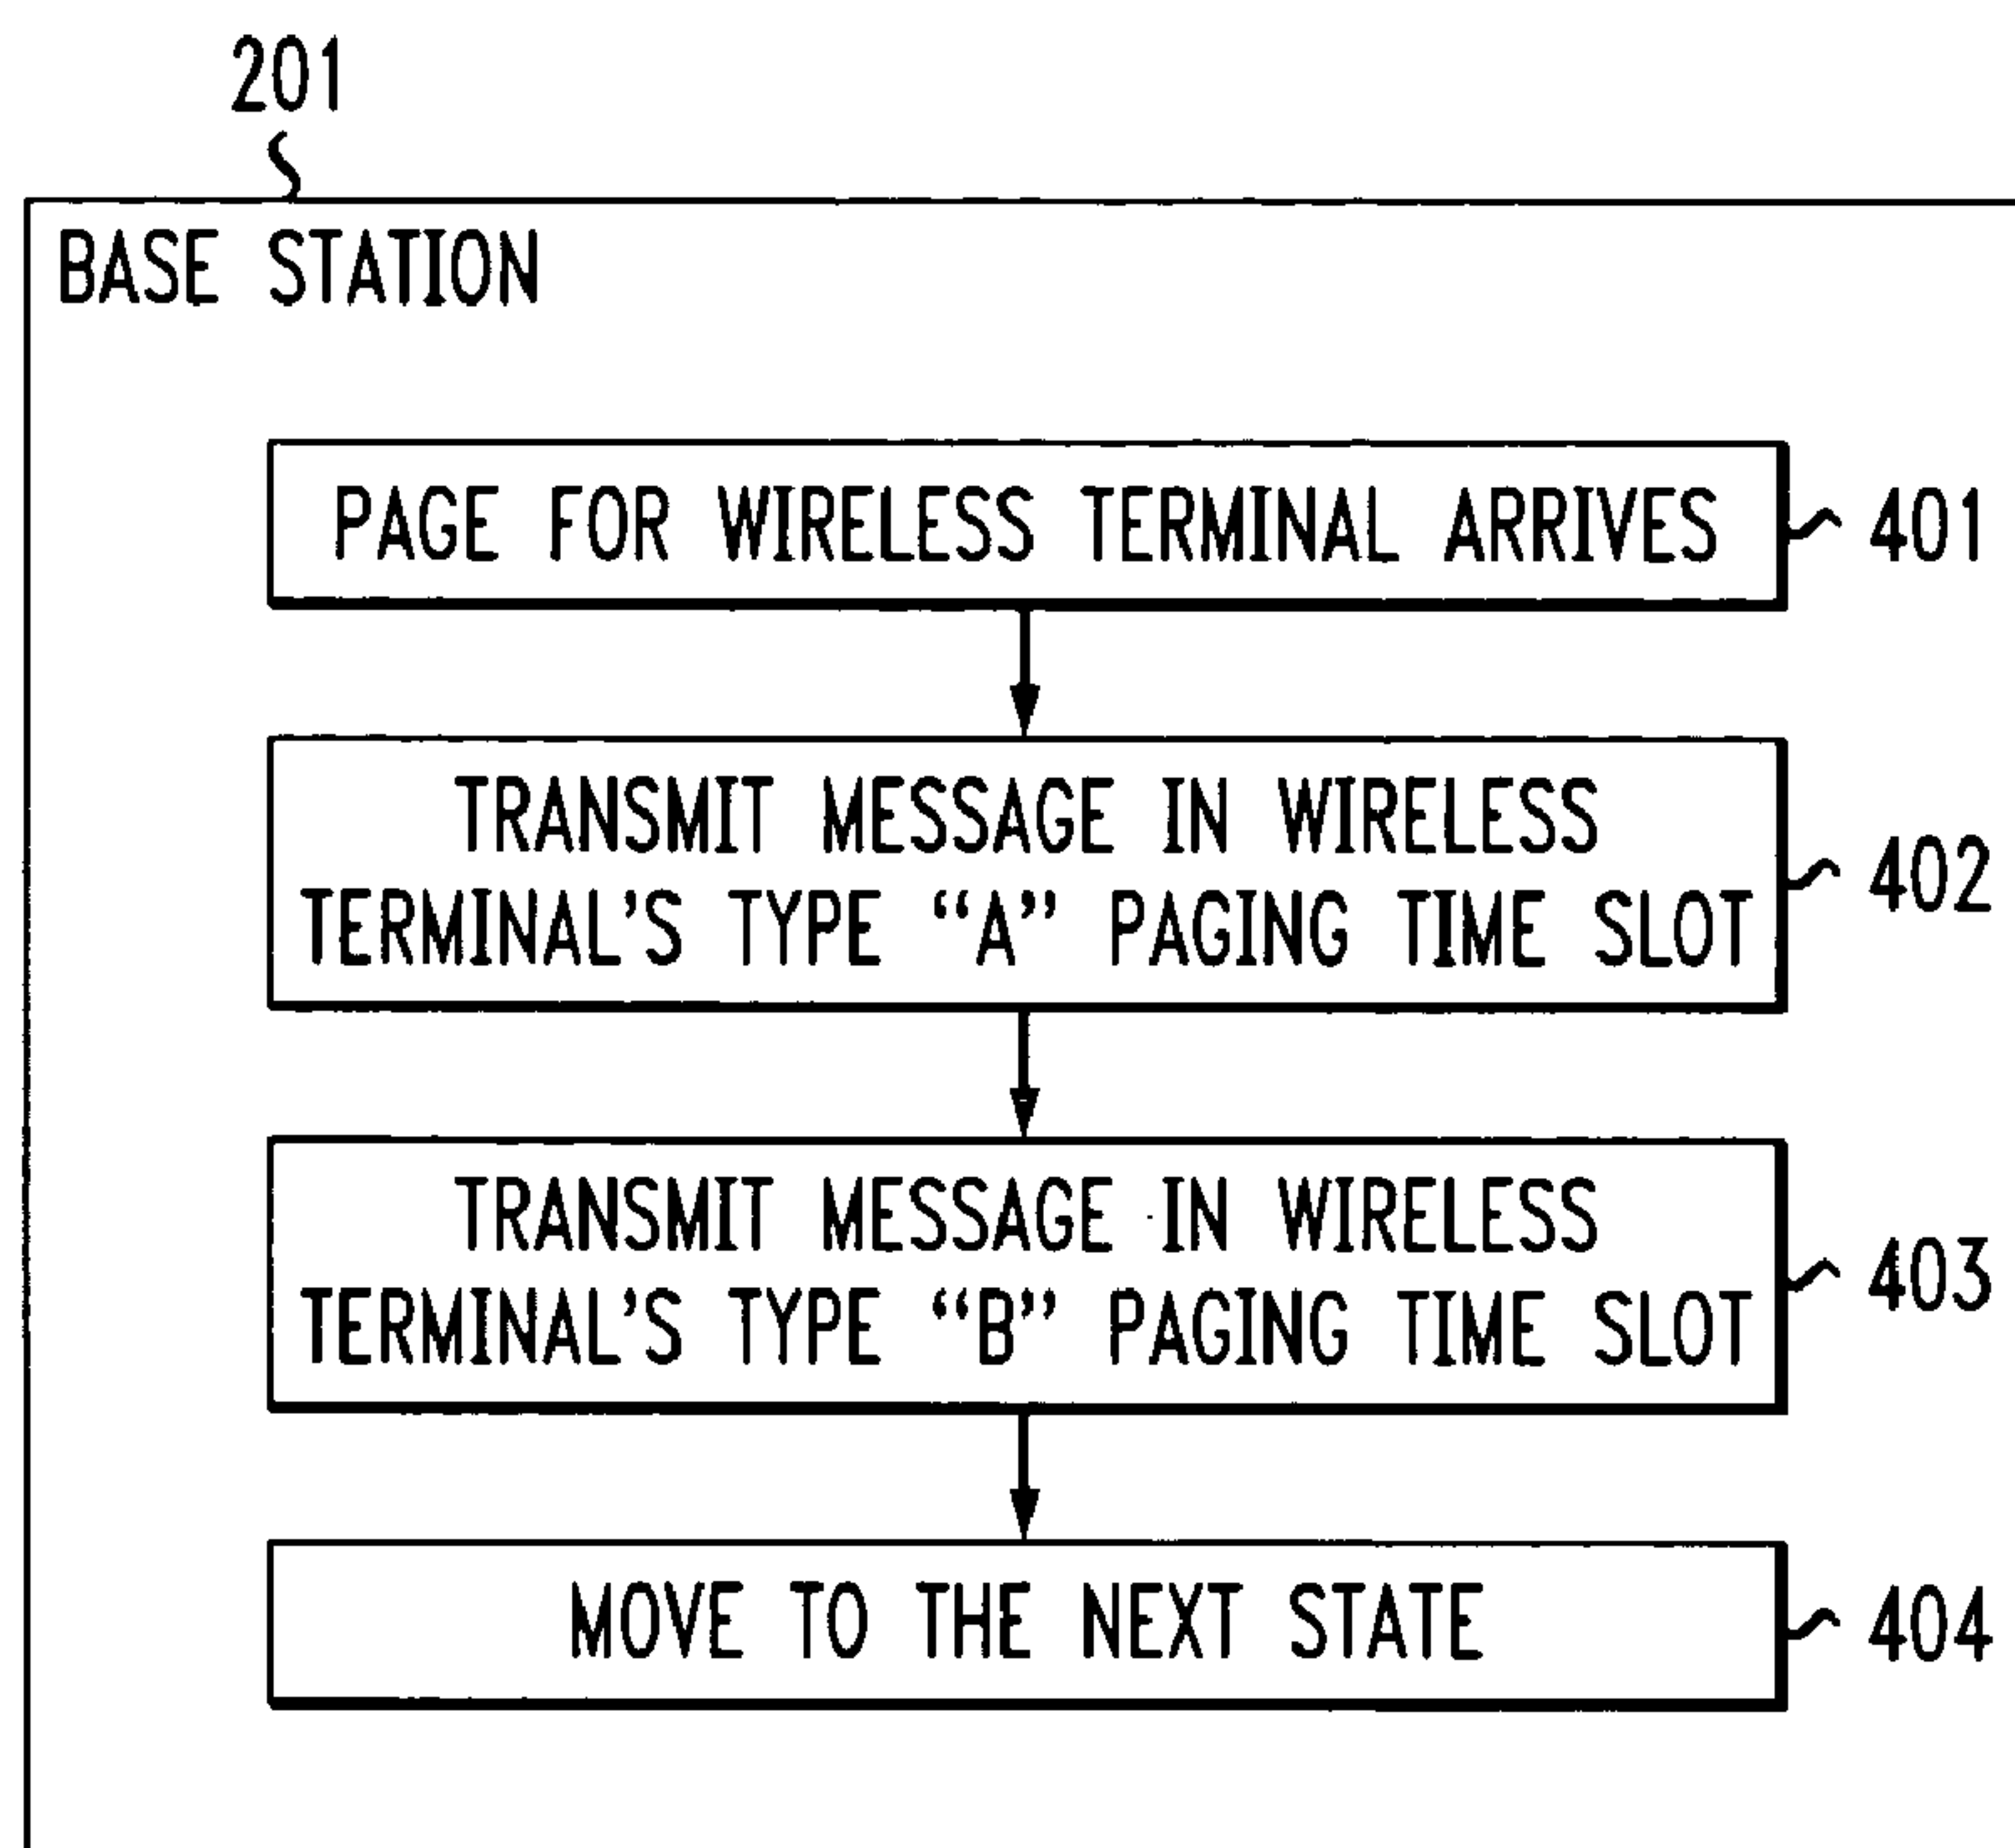 201
BASE STATION
PAGE FOR WIRELESS TERMINAL ARRIVES
401
TRANSMIT MESSAGE IN WIRELESS
TERMINAL'S TYPE “A” PAGING TIME SLOT
402
TRANSMIT MESSAGE IN WIRELESS
TERMINAL'S TYPE “B” PAGING TIME SLOT
403
MOVE TO THE NEXT STATE
404